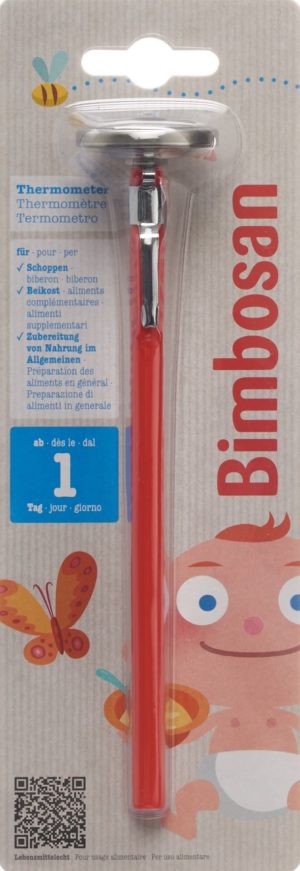 Thermometer
Thermomètre
Termometro
für · pour · per
✓ Schoppen ·
biberon · biberon
✓ Beikost · aliments
complémentaires ·
alimenti
supplementari
✓ Zubereitung
von Nahrung im
Allgemeinen ·
Préparation des
aliments en général ·
Preparazione di
alimenti in generale
ab · dès le · dal
1
Tag · jour · giorno
Bimbosan
Lebensmittelecht · Pour usage alimentaire · Per uso alimentare